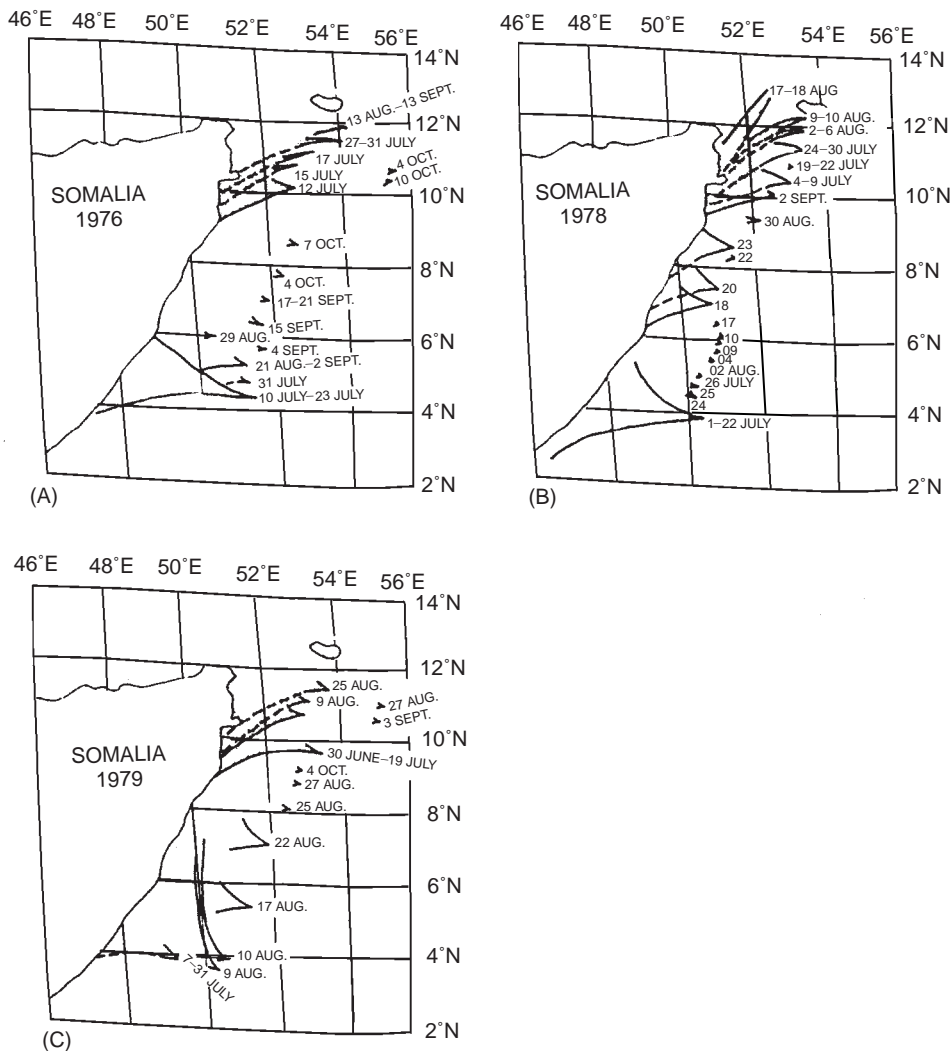 46˚E 48˚E 50˚E 52˚E 54˚E 56˚E
14˚N
13 AUG.–13 SEPT.
12˚N
27–31 JULY
17 JULY
4 OCT.
15 JULY
10 OCT.
12 JULY
10˚N
SOMALIA
1976
7 OCT.
8˚N
4 OCT.
17–21 SEPT.
15 SEPT.
29 AUG.
6˚N
4 SEPT.
21 AUG.–2 SEPT.
31 JULY
10 JULY–23 JULY
4˚N
2˚N
(A)
46˚E 48˚E 50˚E 52˚E 54˚E 56˚E
14˚N
17–18 AUG
9–10 AUG.
12˚N
2–6 AUG.
24–30 JULY
19–22 JULY
4–9 JULY
10˚N
2 SEPT.
SOMALIA
1978
30 AUG.
23
22
8˚N
20
18
17
10
6˚N
09
04
02 AUG.
26 JULY
25
24
4˚N
1–22 JULY
2˚N
(B)
46˚E 48˚E 50˚E 52˚E 54˚E 56˚E
14˚N
12˚N
25 AUG.
9 AUG.
27 AUG.
3 SEPT.
10˚N
SOMALIA
1979
30 JUNE–19 JULY
4 OCT.
27 AUG.
25 AUG.
8˚N
22 AUG.
6˚N
17 AUG.
10 AUG.
4˚N
7–31 JULY
9 AUG.
2˚N
(C)